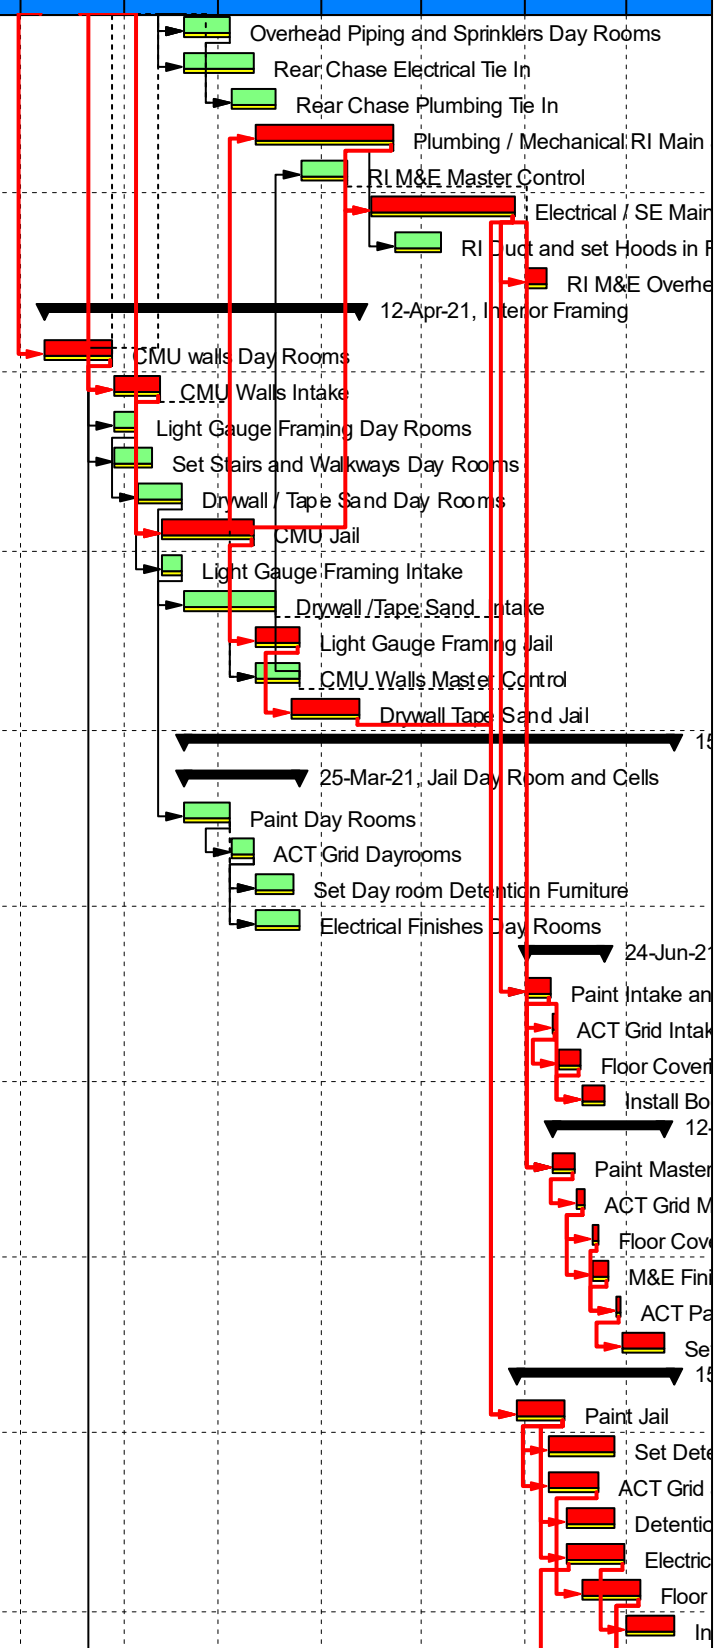 Overhead Piping and Sprinklers Day Rooms
Rear Chase Electrical Tie In
Rear Chase Plumbing Tie In
Plumbing / Mechanical RI Main
RI M&E Master Control
Electrical / SE Main
RI Duct and set Hoods in
RI M&E Overhe
12-Apr-21, Interior Framing
CMU walls Day Rooms
CMU Walls Intake
Light Gauge Framing Day Rooms
Set Stairs and Walkways Day Rooms
Drywall / Tape Sand Day Rooms
CMU Jail
Light Gauge Framing Intake
Drywall /Tape Sand Intake
Light Gauge Framing Jail
CMU Walls Master Control
Drywall Tape Sand Jail
15
25-Mar-21, Jail Day Room and Cells
Paint Day Rooms
ACT Grid Dayrooms
Set Day room Detention Furniture
Electrical Finishes Day Rooms
24-Jun-21
Paint Intake an
ACT Grid Intak
Floor Coveri
Install Bo
12-
Paint Master
ACT Grid M
Floor Cove
M&E Fini
ACT Pa
Se
15
Paint Jail
Set Dete
ACT Grid
Detentio
Electric
Floor
In